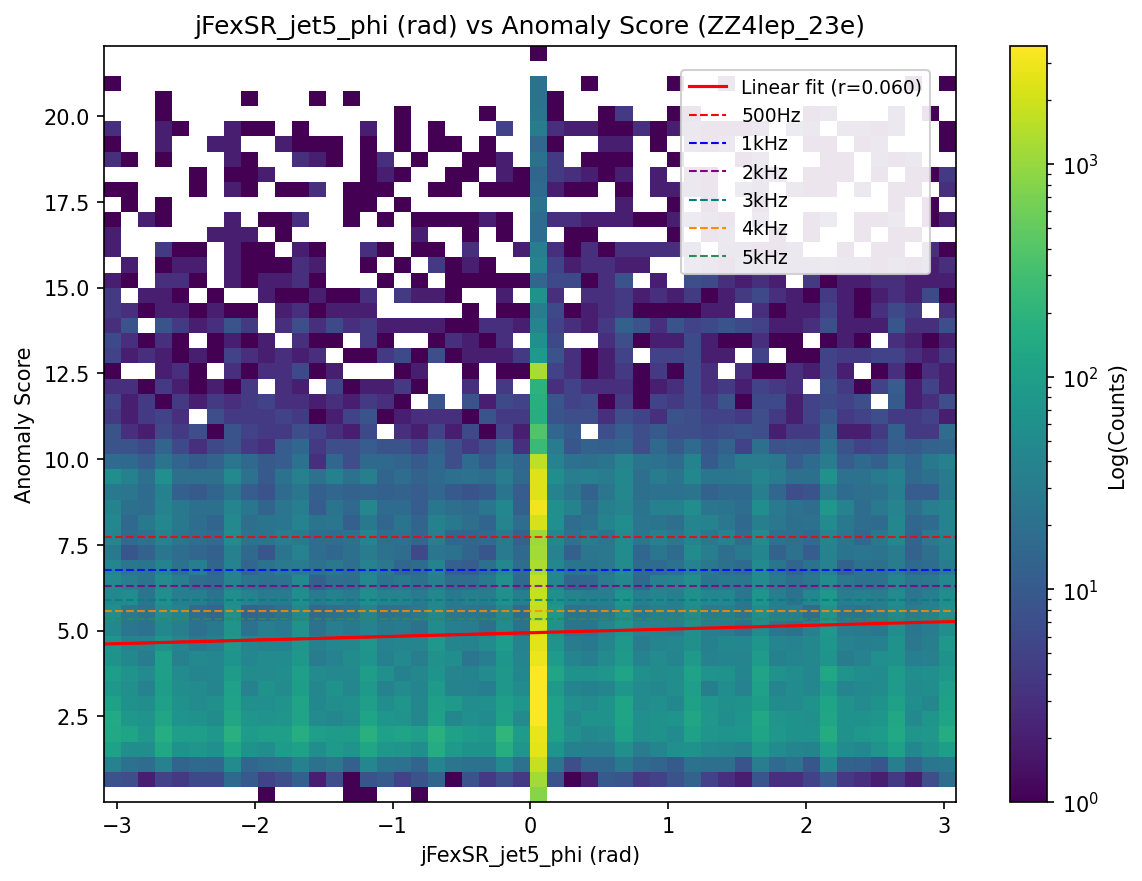 jFexSR_jet5_phi (rad) vs Anomaly Score (ZZ4lep_23e)
Linear fit (r=0.060)
500Hz
1kHz
2kHz
3kHz
4kHz
5kHz
20.0
17.5
15.0
12.5
10.0
7.5
5.0
2.5
Anomaly Score
−3
−2
−1
0
1
2
3
jFexSR_jet5_phi (rad)
10³
10²
10¹
10⁰
Log(Counts)